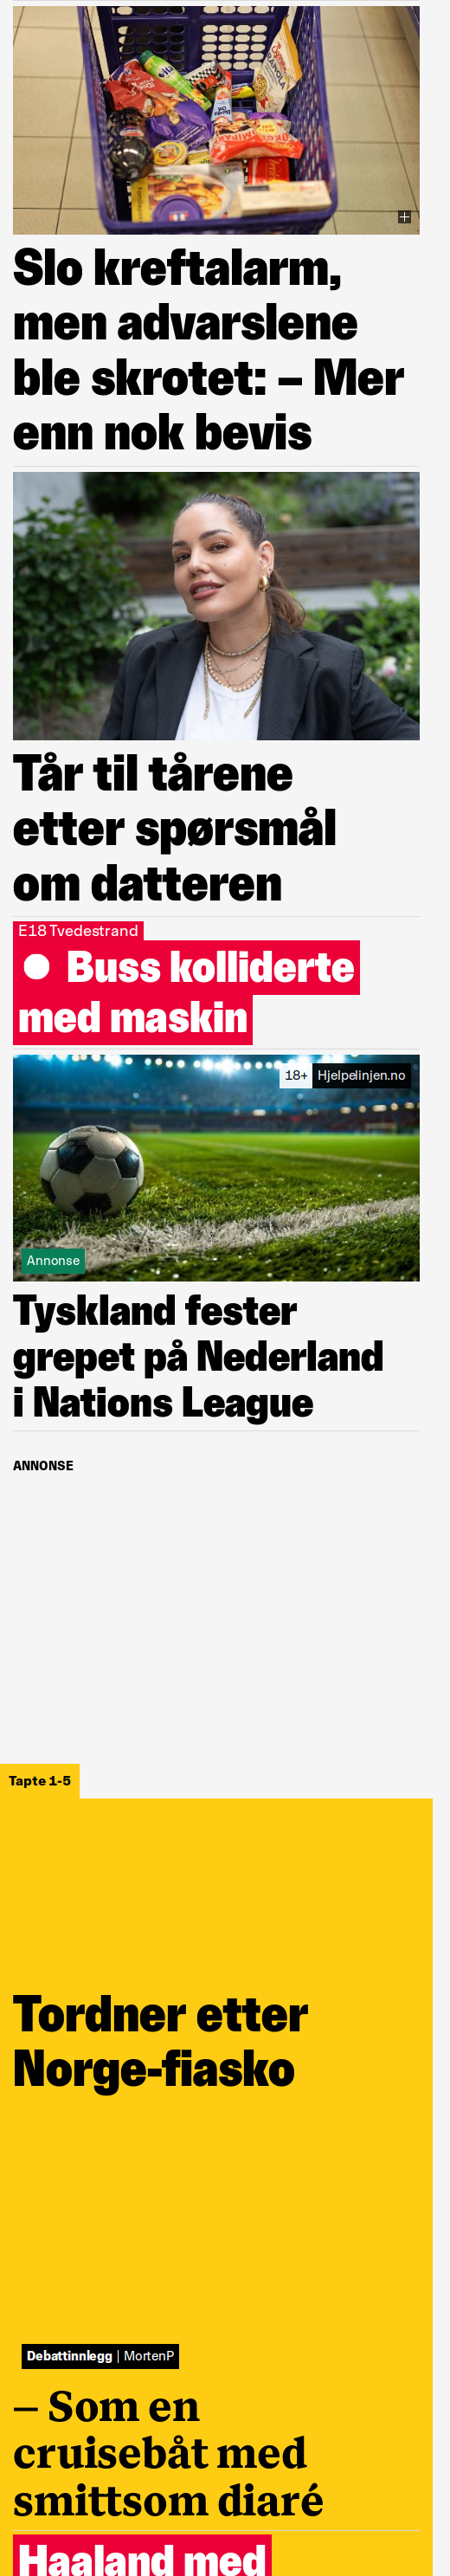 Slo kreftalarm,
men advarslene
ble skrotet: – Mer
enn nok bevis
Tår til tårene
etter spørsmål
om datteren
E18 Tvedestrand
Buss kolliderte
med maskin
18+ Hjelpelinjen.no
Annonse
Tyskland fester
grepet på Nederland
i Nations League
ANNONSE
Tapte 1-5
Tordner etter
Norge-fiasko
Debattinnlegg | MortenP
– Som en
cruisebåt med
smittsom diaré
Haaland med